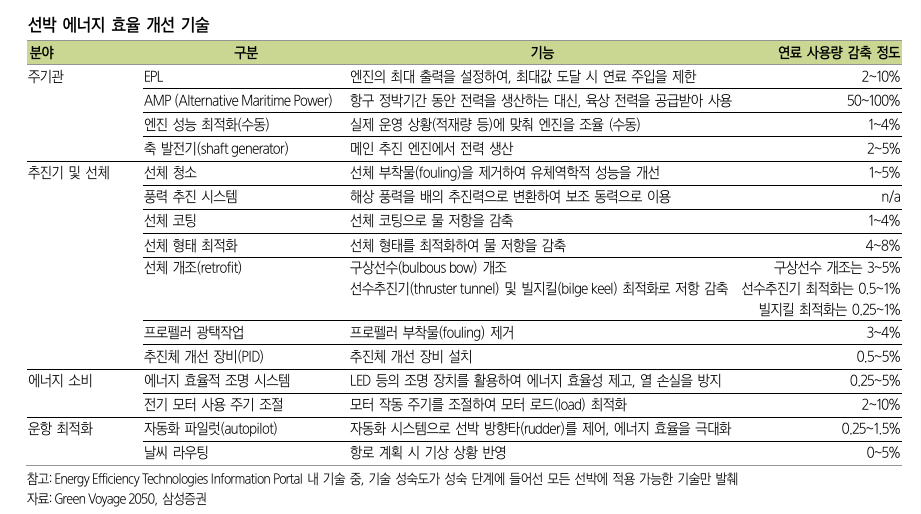 선박 에너지 효율 개선 기술
분야 구분 기능 연료 사용량 감축 정도
주기관 EPL 엔진의 최대 출력을 설정하여, 최대값 도달 시 연료 주입을 제한 2~10%
AMP (Alternative Maritime Power) 항구 정박기간 동안 전력을 생산하는 대신, 육상 전력을 공급받아 사용 50~100%
엔진 성능 최적화(수동) 실제 운영 상황(적재량 등)에 맞춰 엔진을 조율 (수동) 1~4%
축 발전기(shaft generator) 메인 추진 엔진에서 전력 생산 2~5%
추진기 및 선체 선체 청소 선체 부착물(fouling)을 제거하여 유체역학적 성능을 개선 1~5%
풍력 추진 시스템 해상 풍력을 배의 추진력으로 변환하여 보조 동력으로 이용 n/a
선체 코팅 선체 코팅으로 물 저항을 감축 1~4%
선체 형태 최적화 선체 형태를 최적화하여 물 저항을 감축 4~8%
선체 개조(retrofit) 구상선수(bulbous bow) 개조 구상선수 개조는 3~5%
선수추진기(thruster tunnel) 및 빌지킬(bilge keel) 최적화로 저항 감축 선수추진기 최적화는 0.5~1%
빌지킬 최적화는 0.25~1%
프로펠러 광택작업 프로펠러 부착물(fouling) 제거 3~4%
추진체 개선 장비(PID) 추진체 개선 장비 설치 0.5~5%
에너지 소비 에너지 효율적 조명 시스템 LED 등의 조명 장치를 활용하여 에너지 효율성 제고, 열 손실을 방지 0.25~5%
전기 모터 사용 주기 조절 모터 작동 주기를 조절하여 모터 로드(load) 최적화 2~10%
운항 최적화 자동화 파일럿(autopilot) 자동화 시스템으로 선박 방향타(rudder)를 제어, 에너지 효율을 극대화 0.25~1.5%
날씨 라우팅 항로 계획 시 기상 상황 반영 0~5%
참고: Energy Efficiency Technologies Information Portal 내 기술 중, 기술 성숙도가 성숙 단계에 들어선 모든 선박에 적용 가능한 기술만 발췌
자료: Green Voyage 2050, 삼성증권